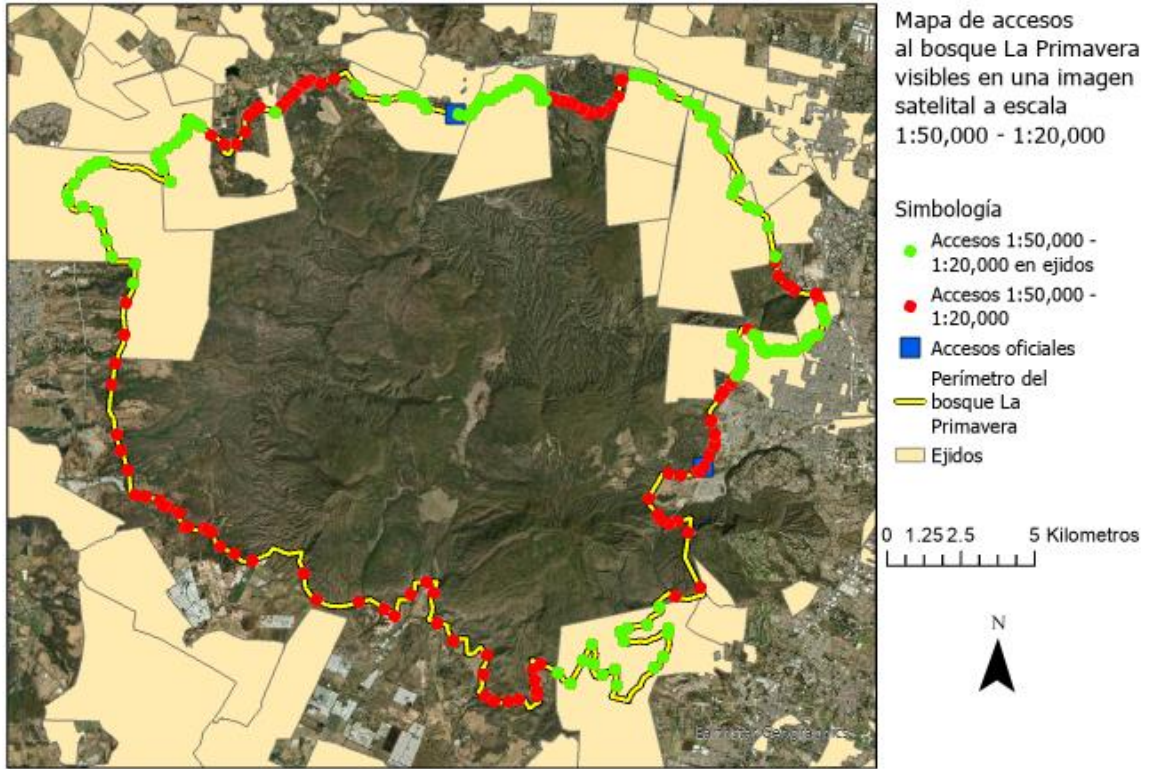 Mapa de accesos
al bosque La Primavera
visibles en una imagen
satelital a escala
1:50,000 - 1:20,000
Simbología
Accesos 1:50,000 -
1:20,000 en ejidos
Accesos 1:50,000 -
1:20,000
Accesos oficiales
Perímetro del
bosque La
Primavera
Ejidos
0 1.25 2.5 5 Kilometros
N
Earthstar Geographics